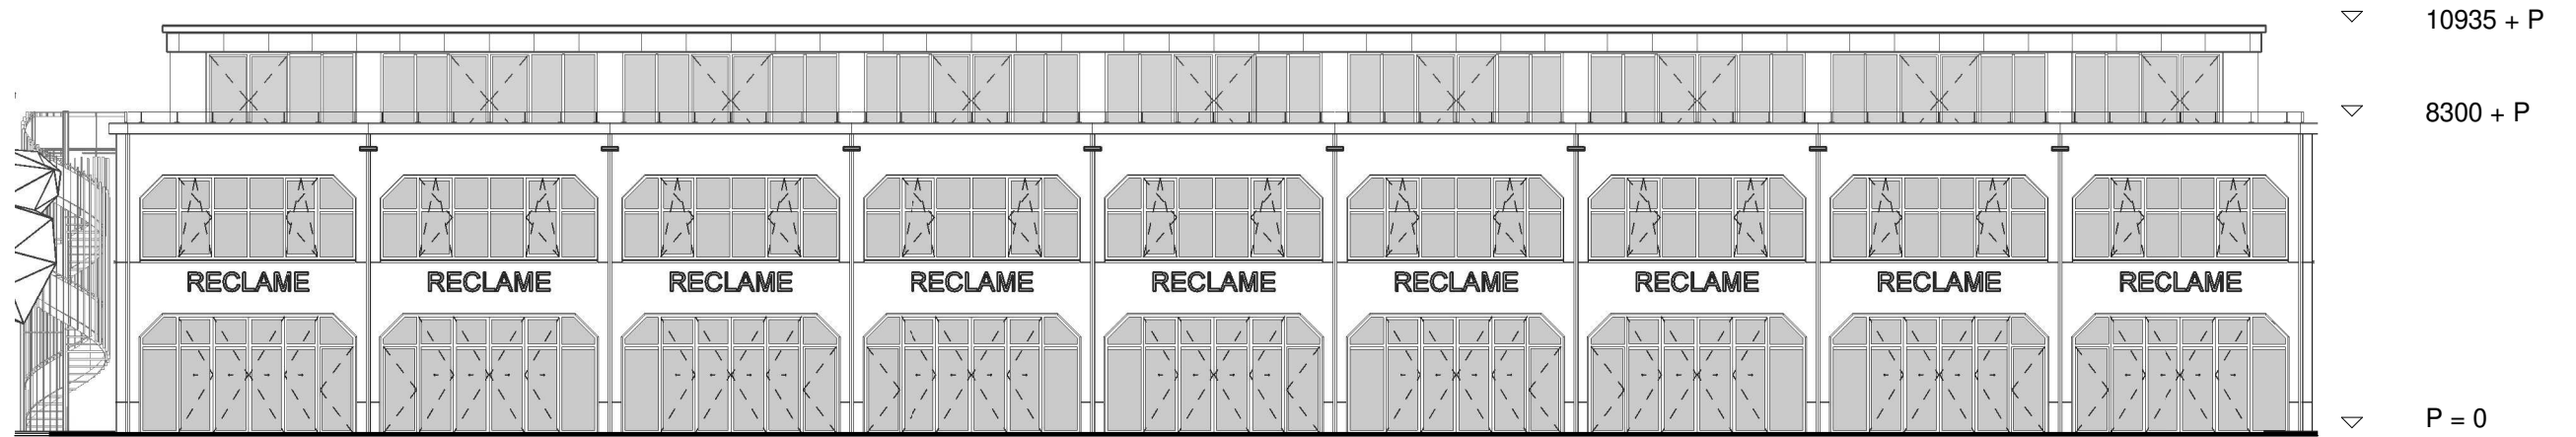 10935 + P
8300 + P
RECLAME RECLAME RECLAME RECLAME RECLAME RECLAME RECLAME RECLAME RECLAME
P = 0